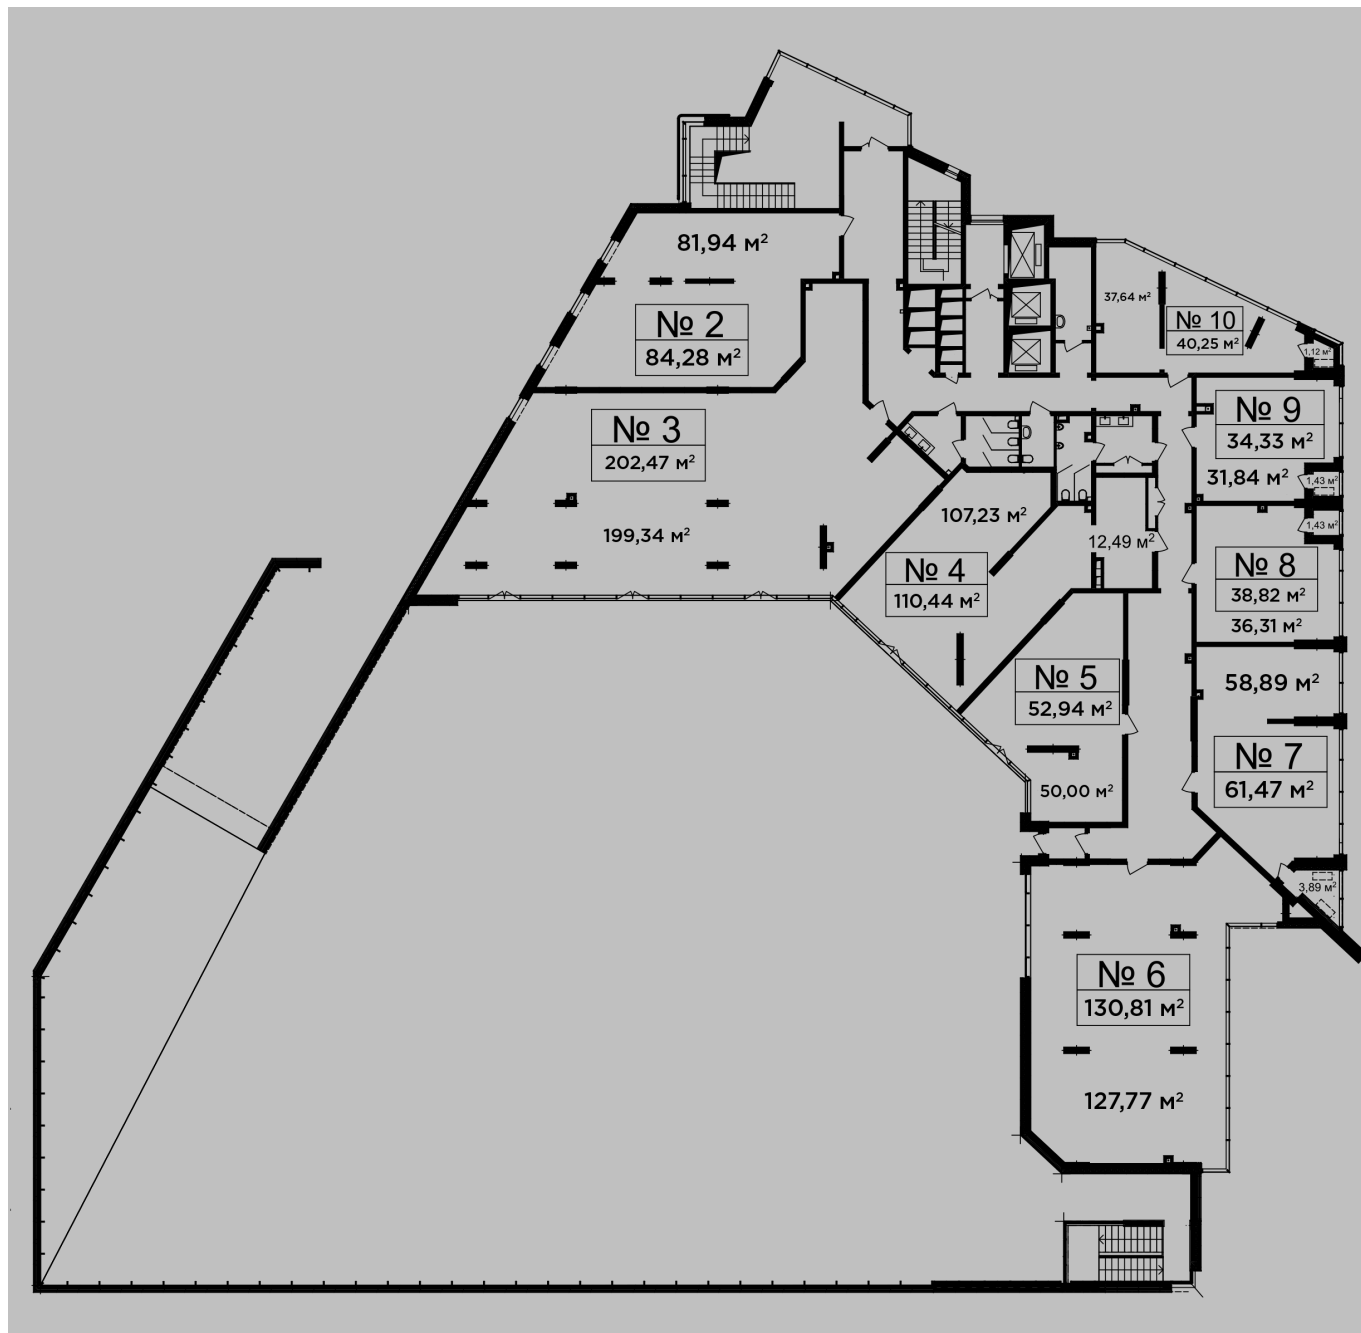 81,94 м²
№ 2
84,28 м²
37,64 м²
№ 10
40,25 м²
1,12 м²
№ 3
202,47 м²
199,34 м²
№ 9
34,33 м²
31,84 м²
1,43 м²
107,23 м²
12,49 м²
1,43 м²
№ 4
110,44 м²
№ 8
38,82 м²
36,31 м²
№ 5
52,94 м²
50,00 м²
58,89 м²
№ 7
61,47 м²
3,89 м²
№ 6
130,81 м²
127,77 м²